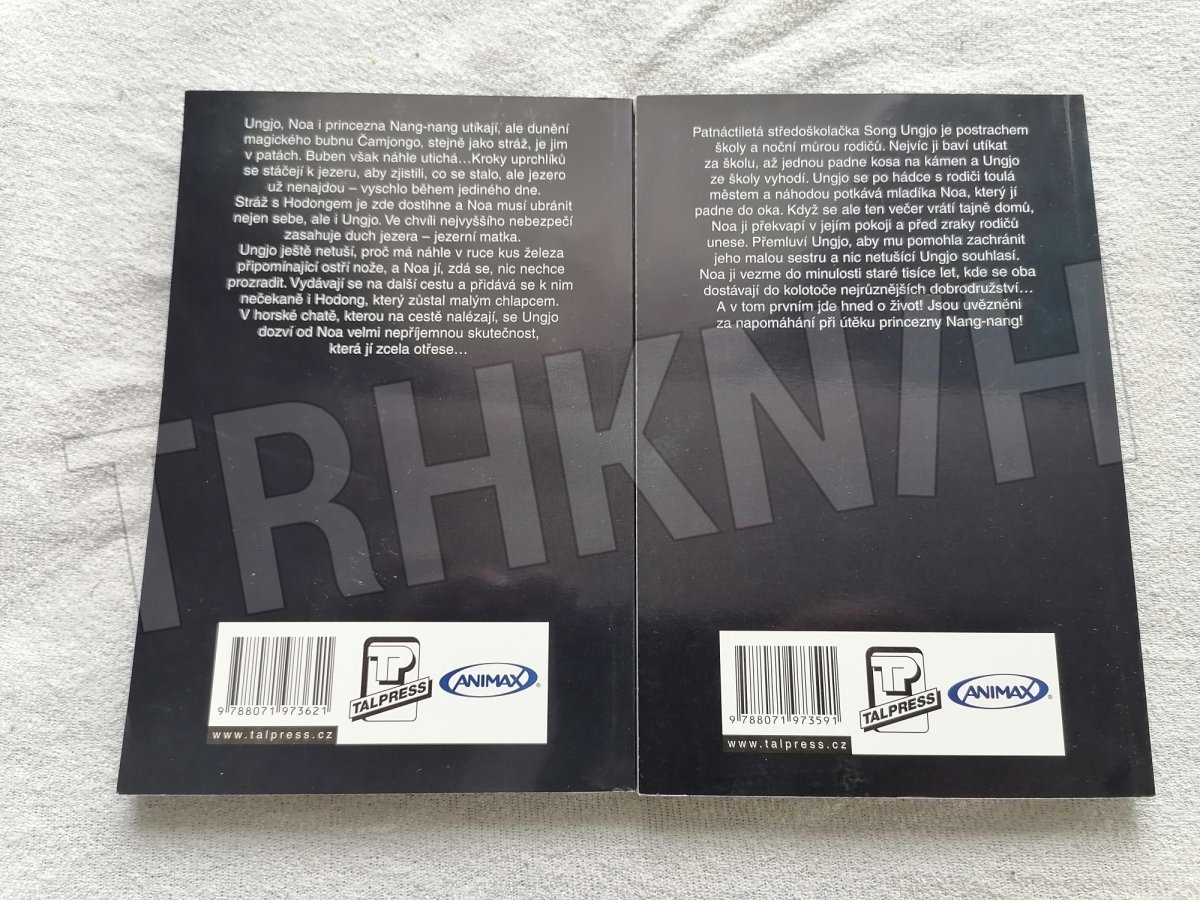 Ungjo, Noa i princezna Nang-nang utíkají, ale dunění
magického bubnu Čamjongo, stejně jako stráž, je jim
v patách. Buben však náhle utichá…Kroky uprchlíků
se stáčejí k jezeru, aby zjistili, co se stalo, ale jezero
už nenajdou – vyschlo během jediného dne.
Stráž s Hodongem je zde dostihne a Noa musí ubránit
nejen sebe, ale i Ungjo. Ve chvíli nejvyššího nebezpečí
zasahuje duch jezera – jezerní matka.
Ungjo ještě netuší, proč má náhle v ruce kus železa
připomínající ostří nože, a Noa jí, zdá se, nic nechce
prozradit. Vydávají se na další cestu a přidává se k nim
nečekaně i Hodong, který zůstal malým chlapcem.
V horské chatě, kterou na cestě nalézají, se Ungjo
dozví od Noa velmi nepříjemnou skutečnost,
která jí zcela otřese…
9 788071 973621
www.talpress.cz
TP
TALPRESS
ANIMAX®
Patnáctiletá středoškolačka Song Ungjo je postrachem
školy a noční můrou rodičů. Nejvíc ji baví utíkat
za školu, až jednou padne kosa na kámen a Ungjo
ze školy vyhodí. Ungjo se po hádce s rodiči toulá
městem a náhodou potkává mladíka Noa, který jí
padne do oka. Když se ale ten večer vrátí tajně domů,
Noa ji překvapí v jejím pokoji a před zraky rodičů
unese. Přemluví Ungjo, aby mu pomohla zachránit
jeho malou sestru a nic netušící Ungjo souhlasí.
Noa ji vezme do minulosti staré tisíce let, kde se oba
dostávají do kolotoče nejrůznějších dobrodružství…
A v tom prvním jde hned o život! Jsou uvězněni
za napomáhání při útěku princezny Nang-nang!
9 788071 973591
www.talpress.cz
TP
TALPRESS
ANIMAX®
TRHKNIH